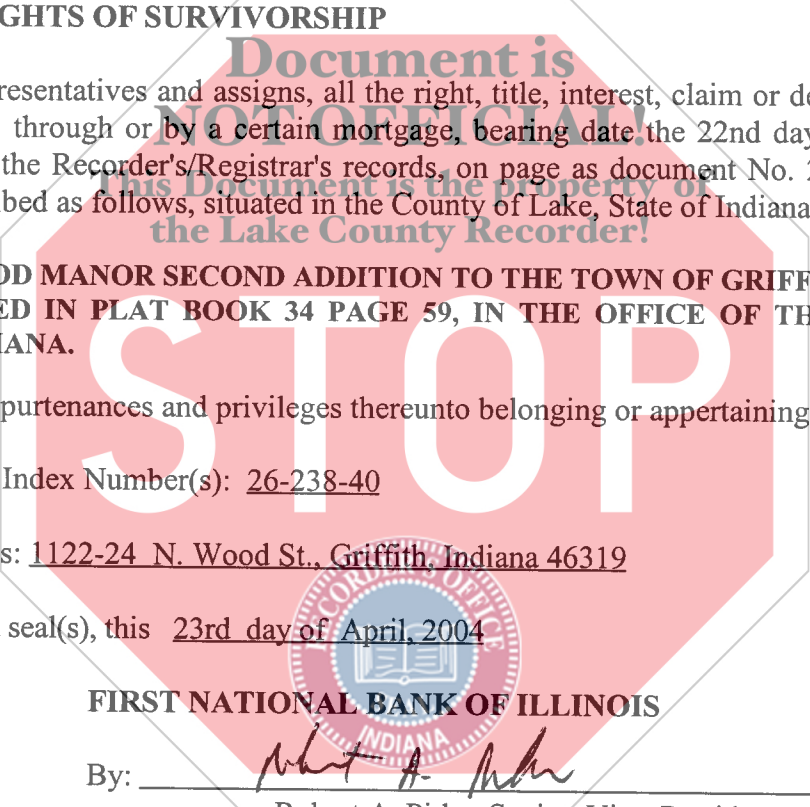 GHTS OF SURVIVORSHIP
Document is
resentatives and assigns, all the right, title, interest, claim or de
NOT OFFICIAL!
through or by a certain mortgage, bearing date the 22nd day
the Recorder's/Registrar's records, on page as document No.
This Document is the property of
bed as follows, situated in the County of Lake, State of Indiana
the Lake County Recorder!
OD MANOR SECOND ADDITION TO THE TOWN OF GRIFF
ED IN PLAT BOOK 34 PAGE 59, IN THE OFFICE OF TH
IANA.
STOP
purtenances and privileges thereunto belonging or appertaining
Index Number(s): 26-238-40
s: 1122-24 N. Wood St., Griffith, Indiana 46319
RECORDER'S OFFICE
seal(s), this 23rd day of April, 2004
FIRST NATIONAL BANK OF ILLINOIS
INDIANA
By: